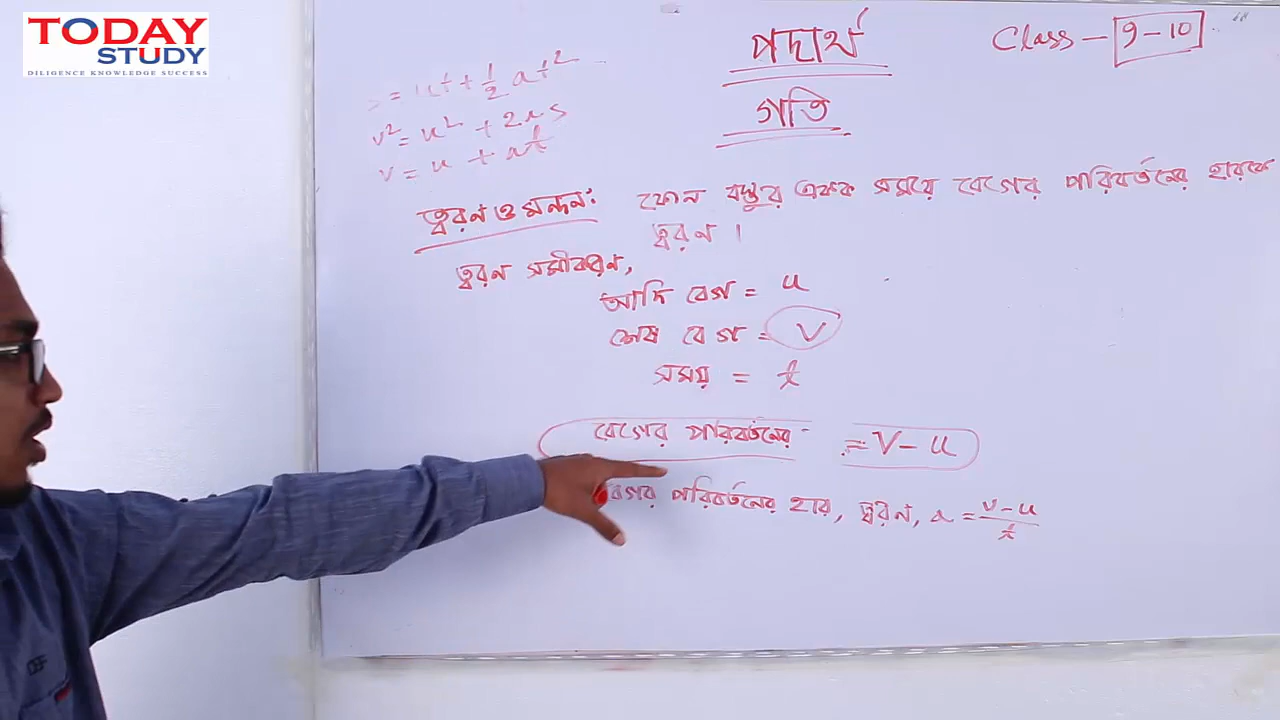 TODAY
STUDY
DILIGENCE KNOWLEDGE SUCCESS
পদার্থ
গতি
Class - 9-10
s = ut + 1/2 at²
v² = u² + 2as
v = u + at
ত্বরণ ও মন্দন: কোন বস্তুর একক সময়ে বেগের পরিবর্তনের হারকে
ত্বরণ ।
ত্বরণ সমীকরণ,
আদি বেগ = u
শেষ বেগ = v
সময় = t
বেগের পরিবর্তনের = v - u
বেগের পরিবর্তনের হার, ত্বরণ, a = v-u/t